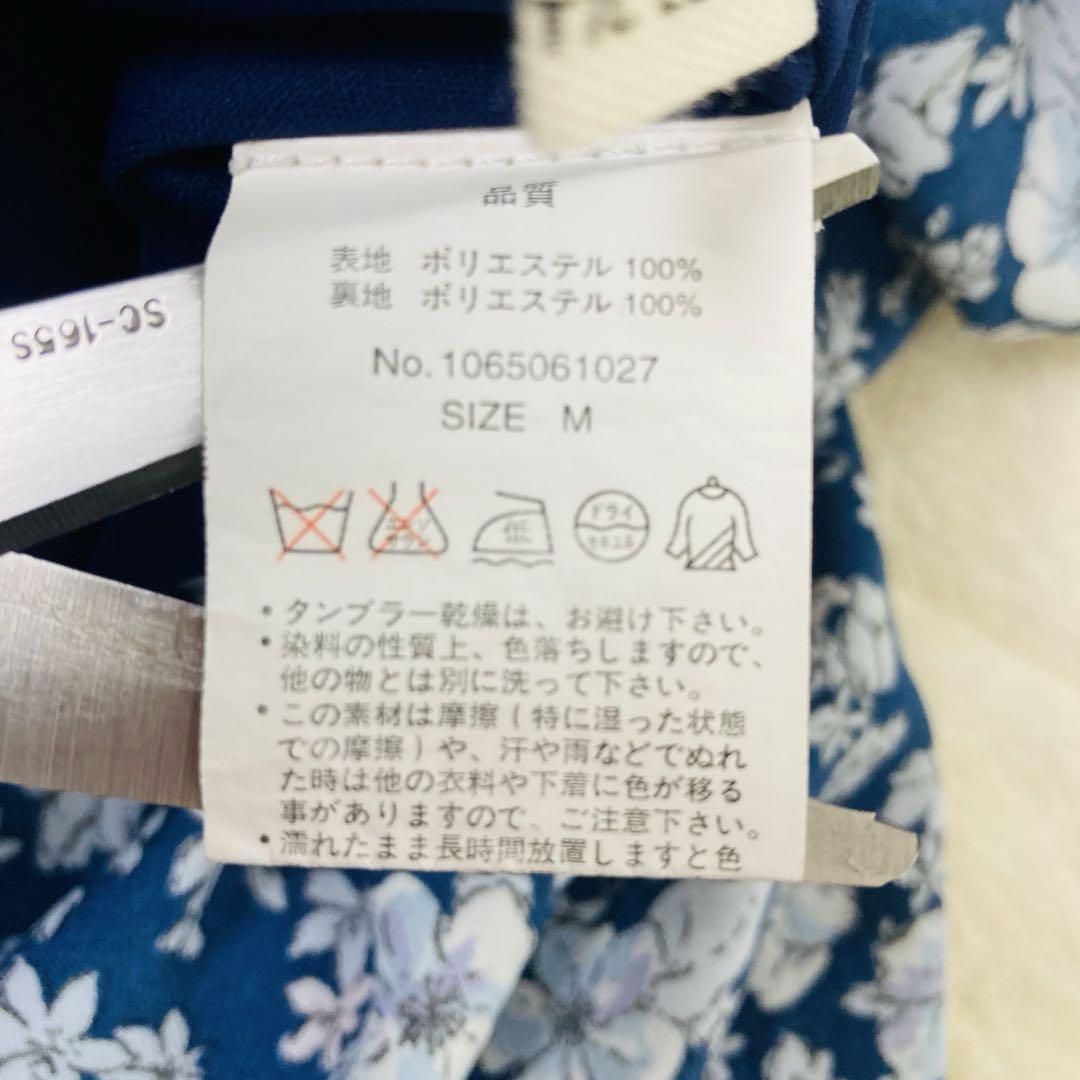 品質
表地 ポリエステル 100%
裏地 ポリエステル 100%
No. 1065061027
SIZE M
エンソ
サラシ
ドライ
・タンブラー乾燥は、お避け下さい。
・染料の性質上、色落ちしますので、
他の物とは別に洗って下さい。
・この素材は摩擦(特に湿った状態
での摩擦)や、汗や雨などでぬれ
た時は他の衣料や下着に色が移る
事がありますので、ご注意下さい。
・濡れたまま長時間放置しますと色
SC-165S